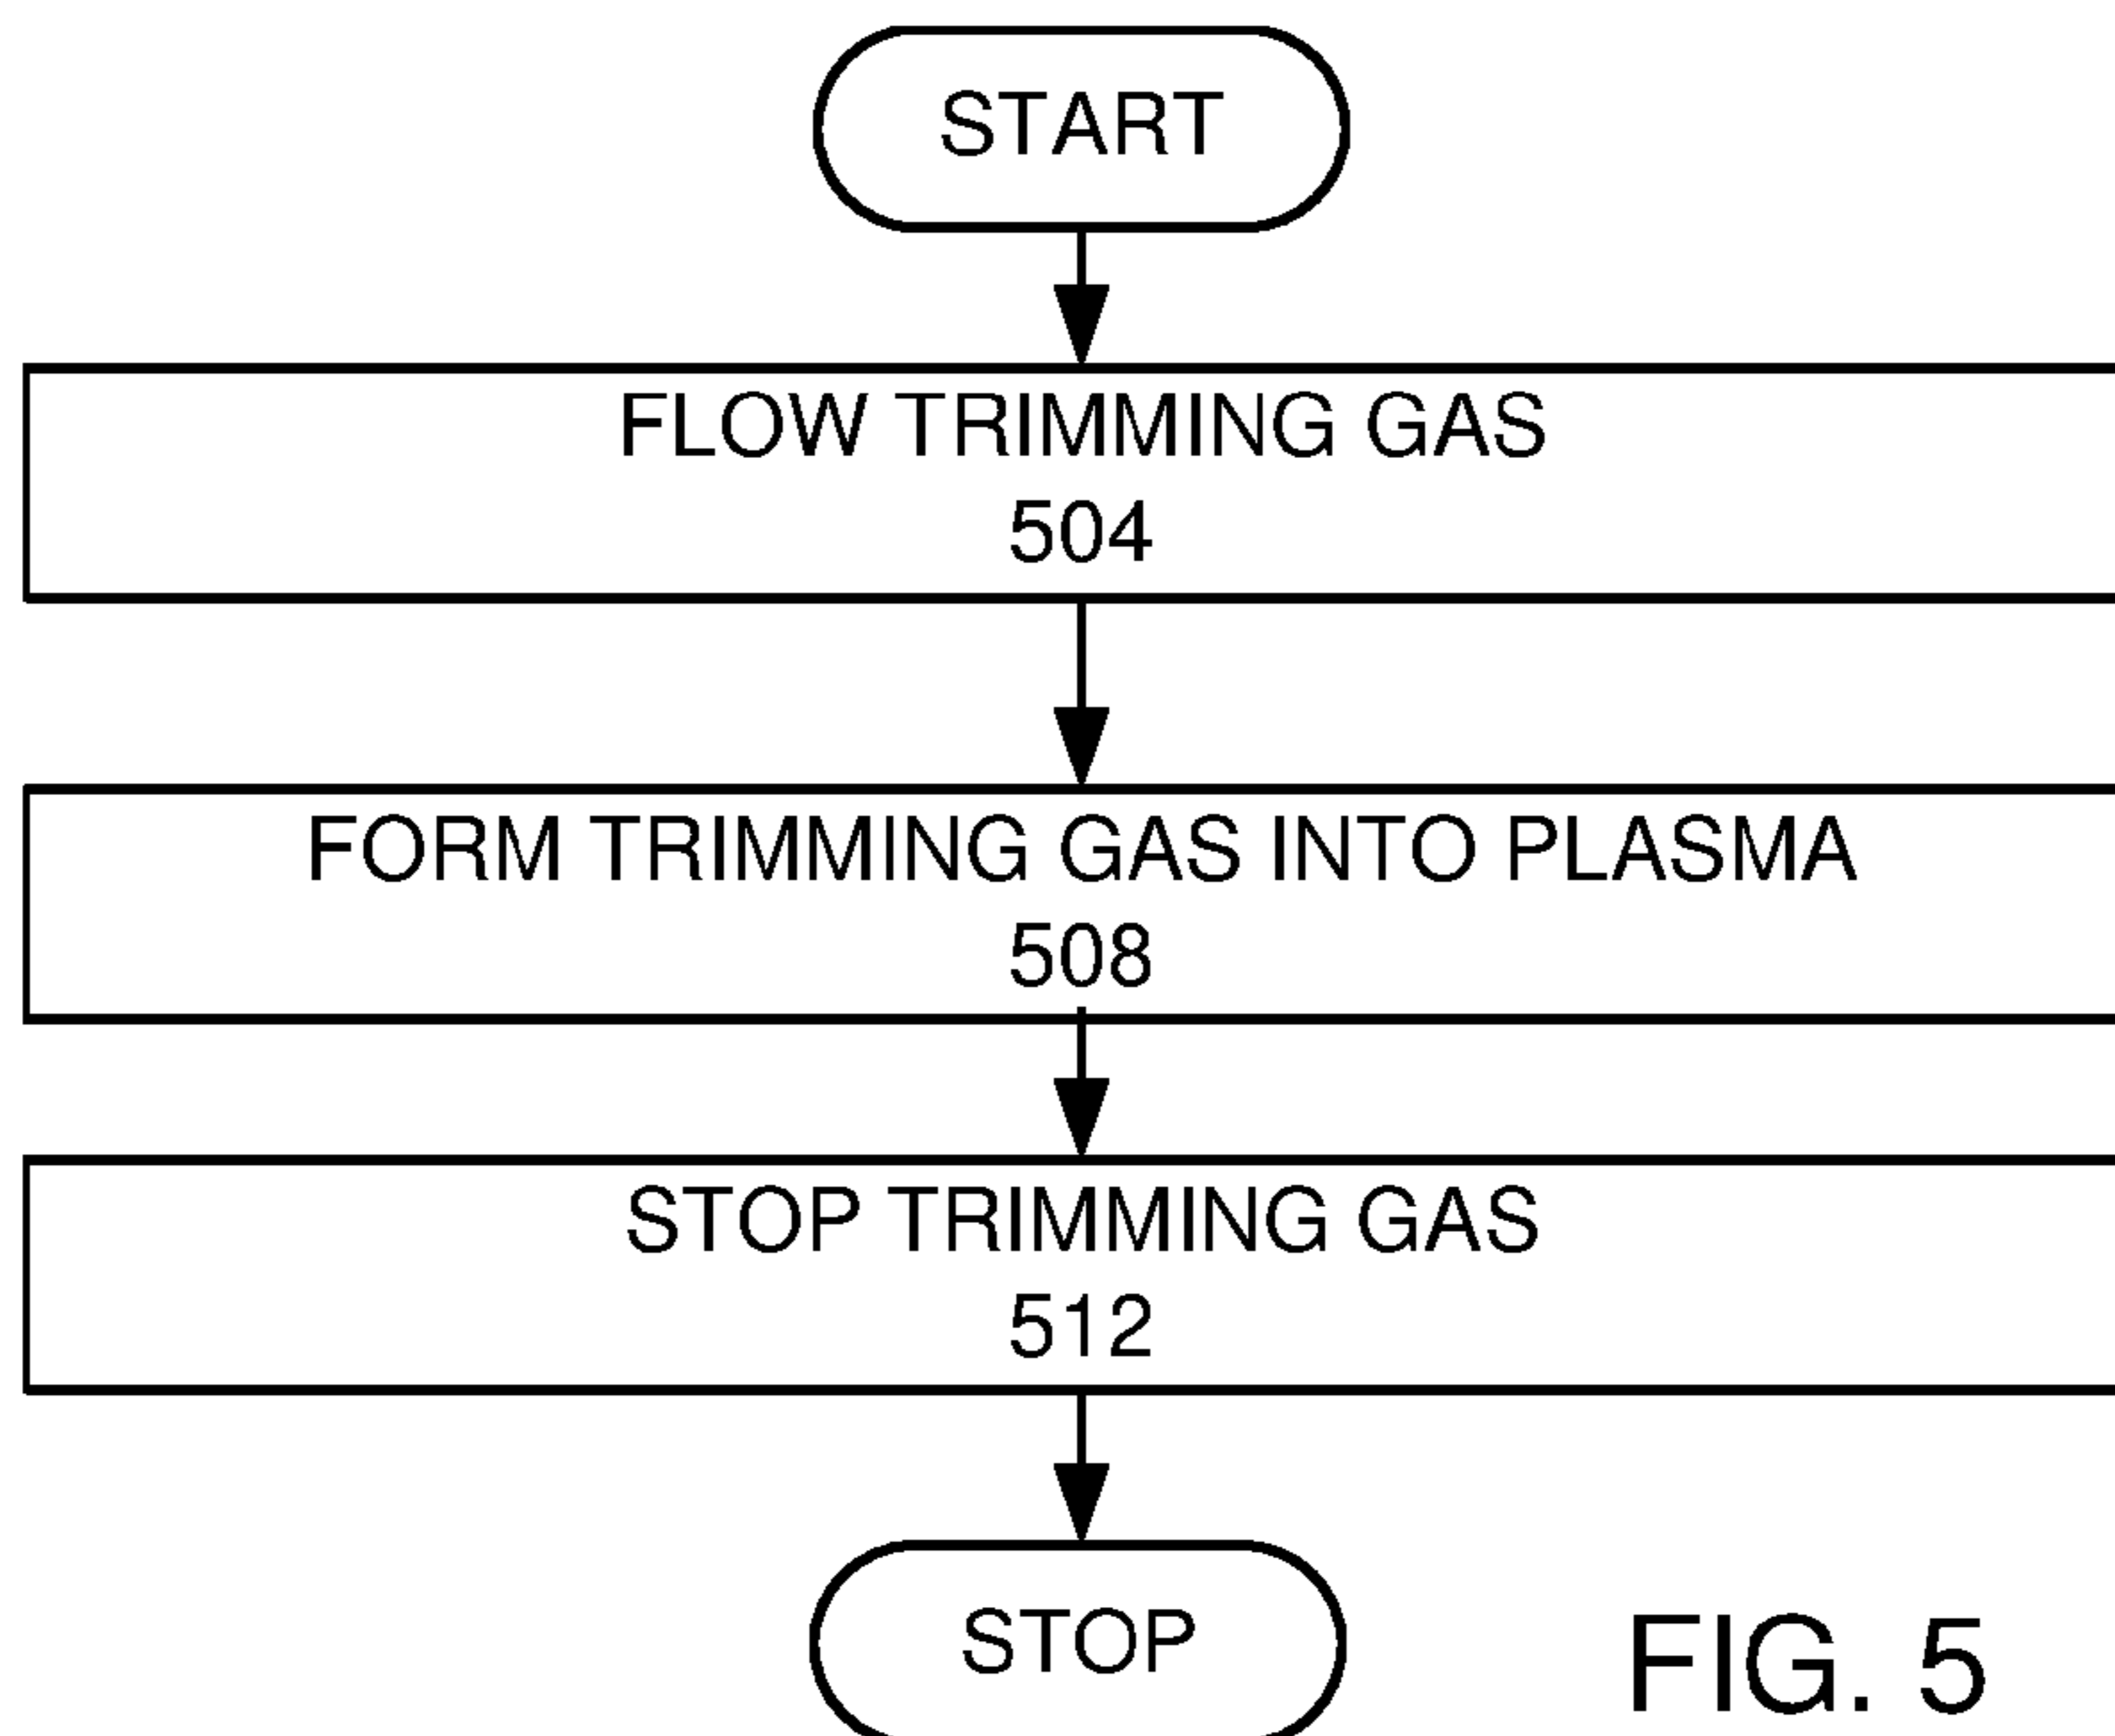 START
FLOW TRIMMING GAS
504
FORM TRIMMING GAS INTO PLASMA
508
STOP TRIMMING GAS
512
STOP
FIG. 5